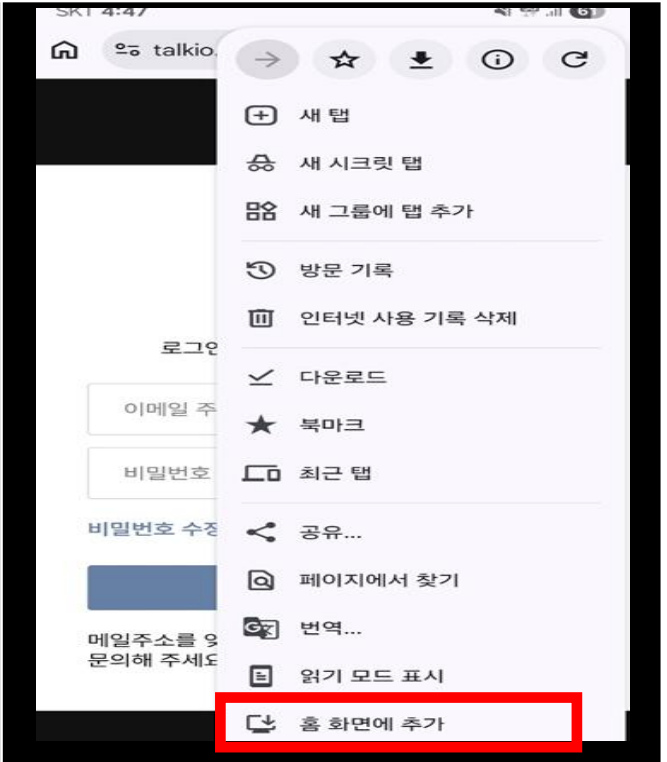 SKT 4:47
61
talkio.
새 탭
새 시크릿 탭
새 그룹에 탭 추가
방문 기록
인터넷 사용 기록 삭제
로그인
다운로드
이메일 주
북마크
비밀번호
최근 탭
비밀번호 수정
공유...
페이지에서 찾기
번역...
메일주소를 잊
문의해 주세요
읽기 모드 표시
홈 화면에 추가